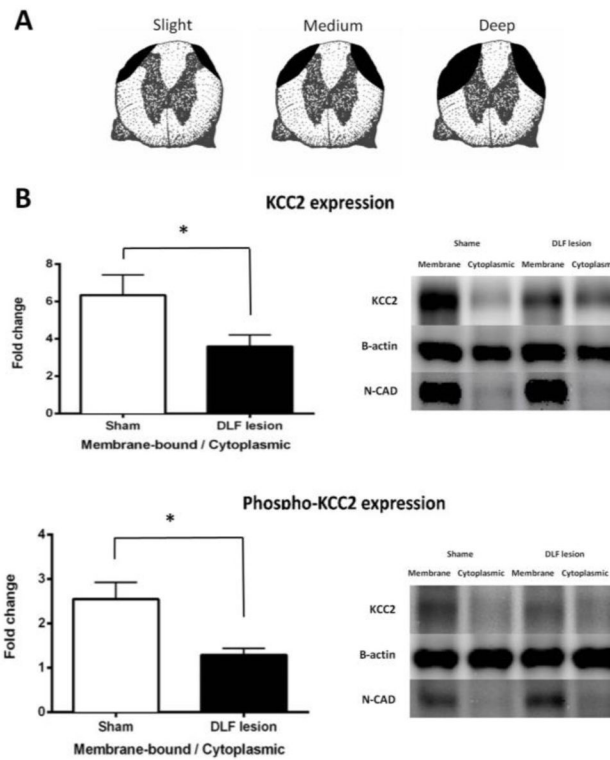 A
Slight Medium Deep
B
KCC2 expression
*
Fold change
8
6
4
2
0
Sham DLF lesion
Membrane-bound / Cytoplasmic
Shame DLF lesion
Membrane Cytoplasmic Membrane Cytoplasm
KCC2
B-actin
N-CAD
Phospho-KCC2 expression
*
Fold change
4
3
2
1
0
Sham DLF lesion
Membrane-bound / Cytoplasmic
Shame DLF lesion
Membrane Cytoplasmic Membrane Cytoplasmic
KCC2
B-actin
N-CAD